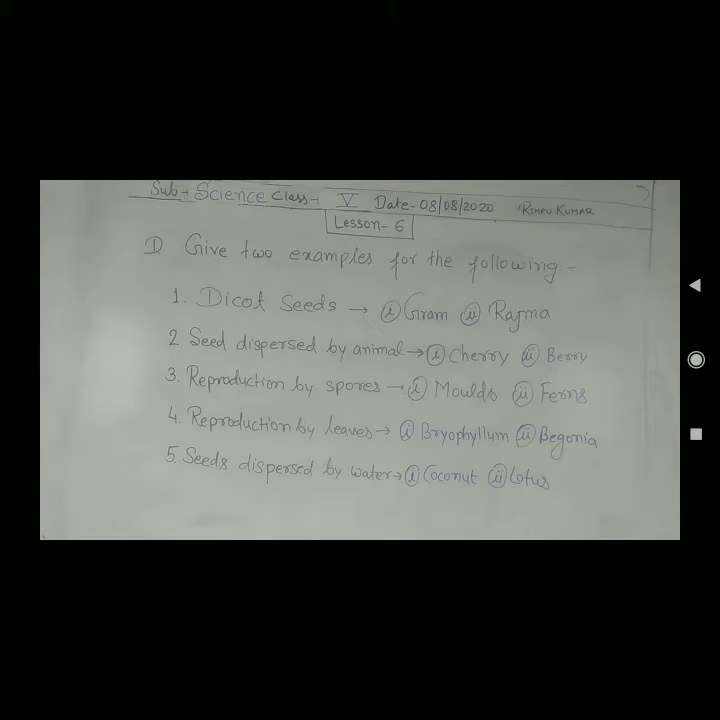 Sub- Science Class- V Date- 08/08/2020 RIMPU KUMAR
Lesson- 6
D. Give two examples for the following:-
1. Dicot Seeds → (i) Gram (ii) Rajma
2 Seed dispersed by animal → (i) Cherry (ii) Berry
3. Reproduction by spores → (i) Moulds (ii) Ferns
4. Reproduction by leaves → (i) Bryophyllum (ii) Begonia
5. Seeds dispersed by water → (i) Coconut (ii) Lotus